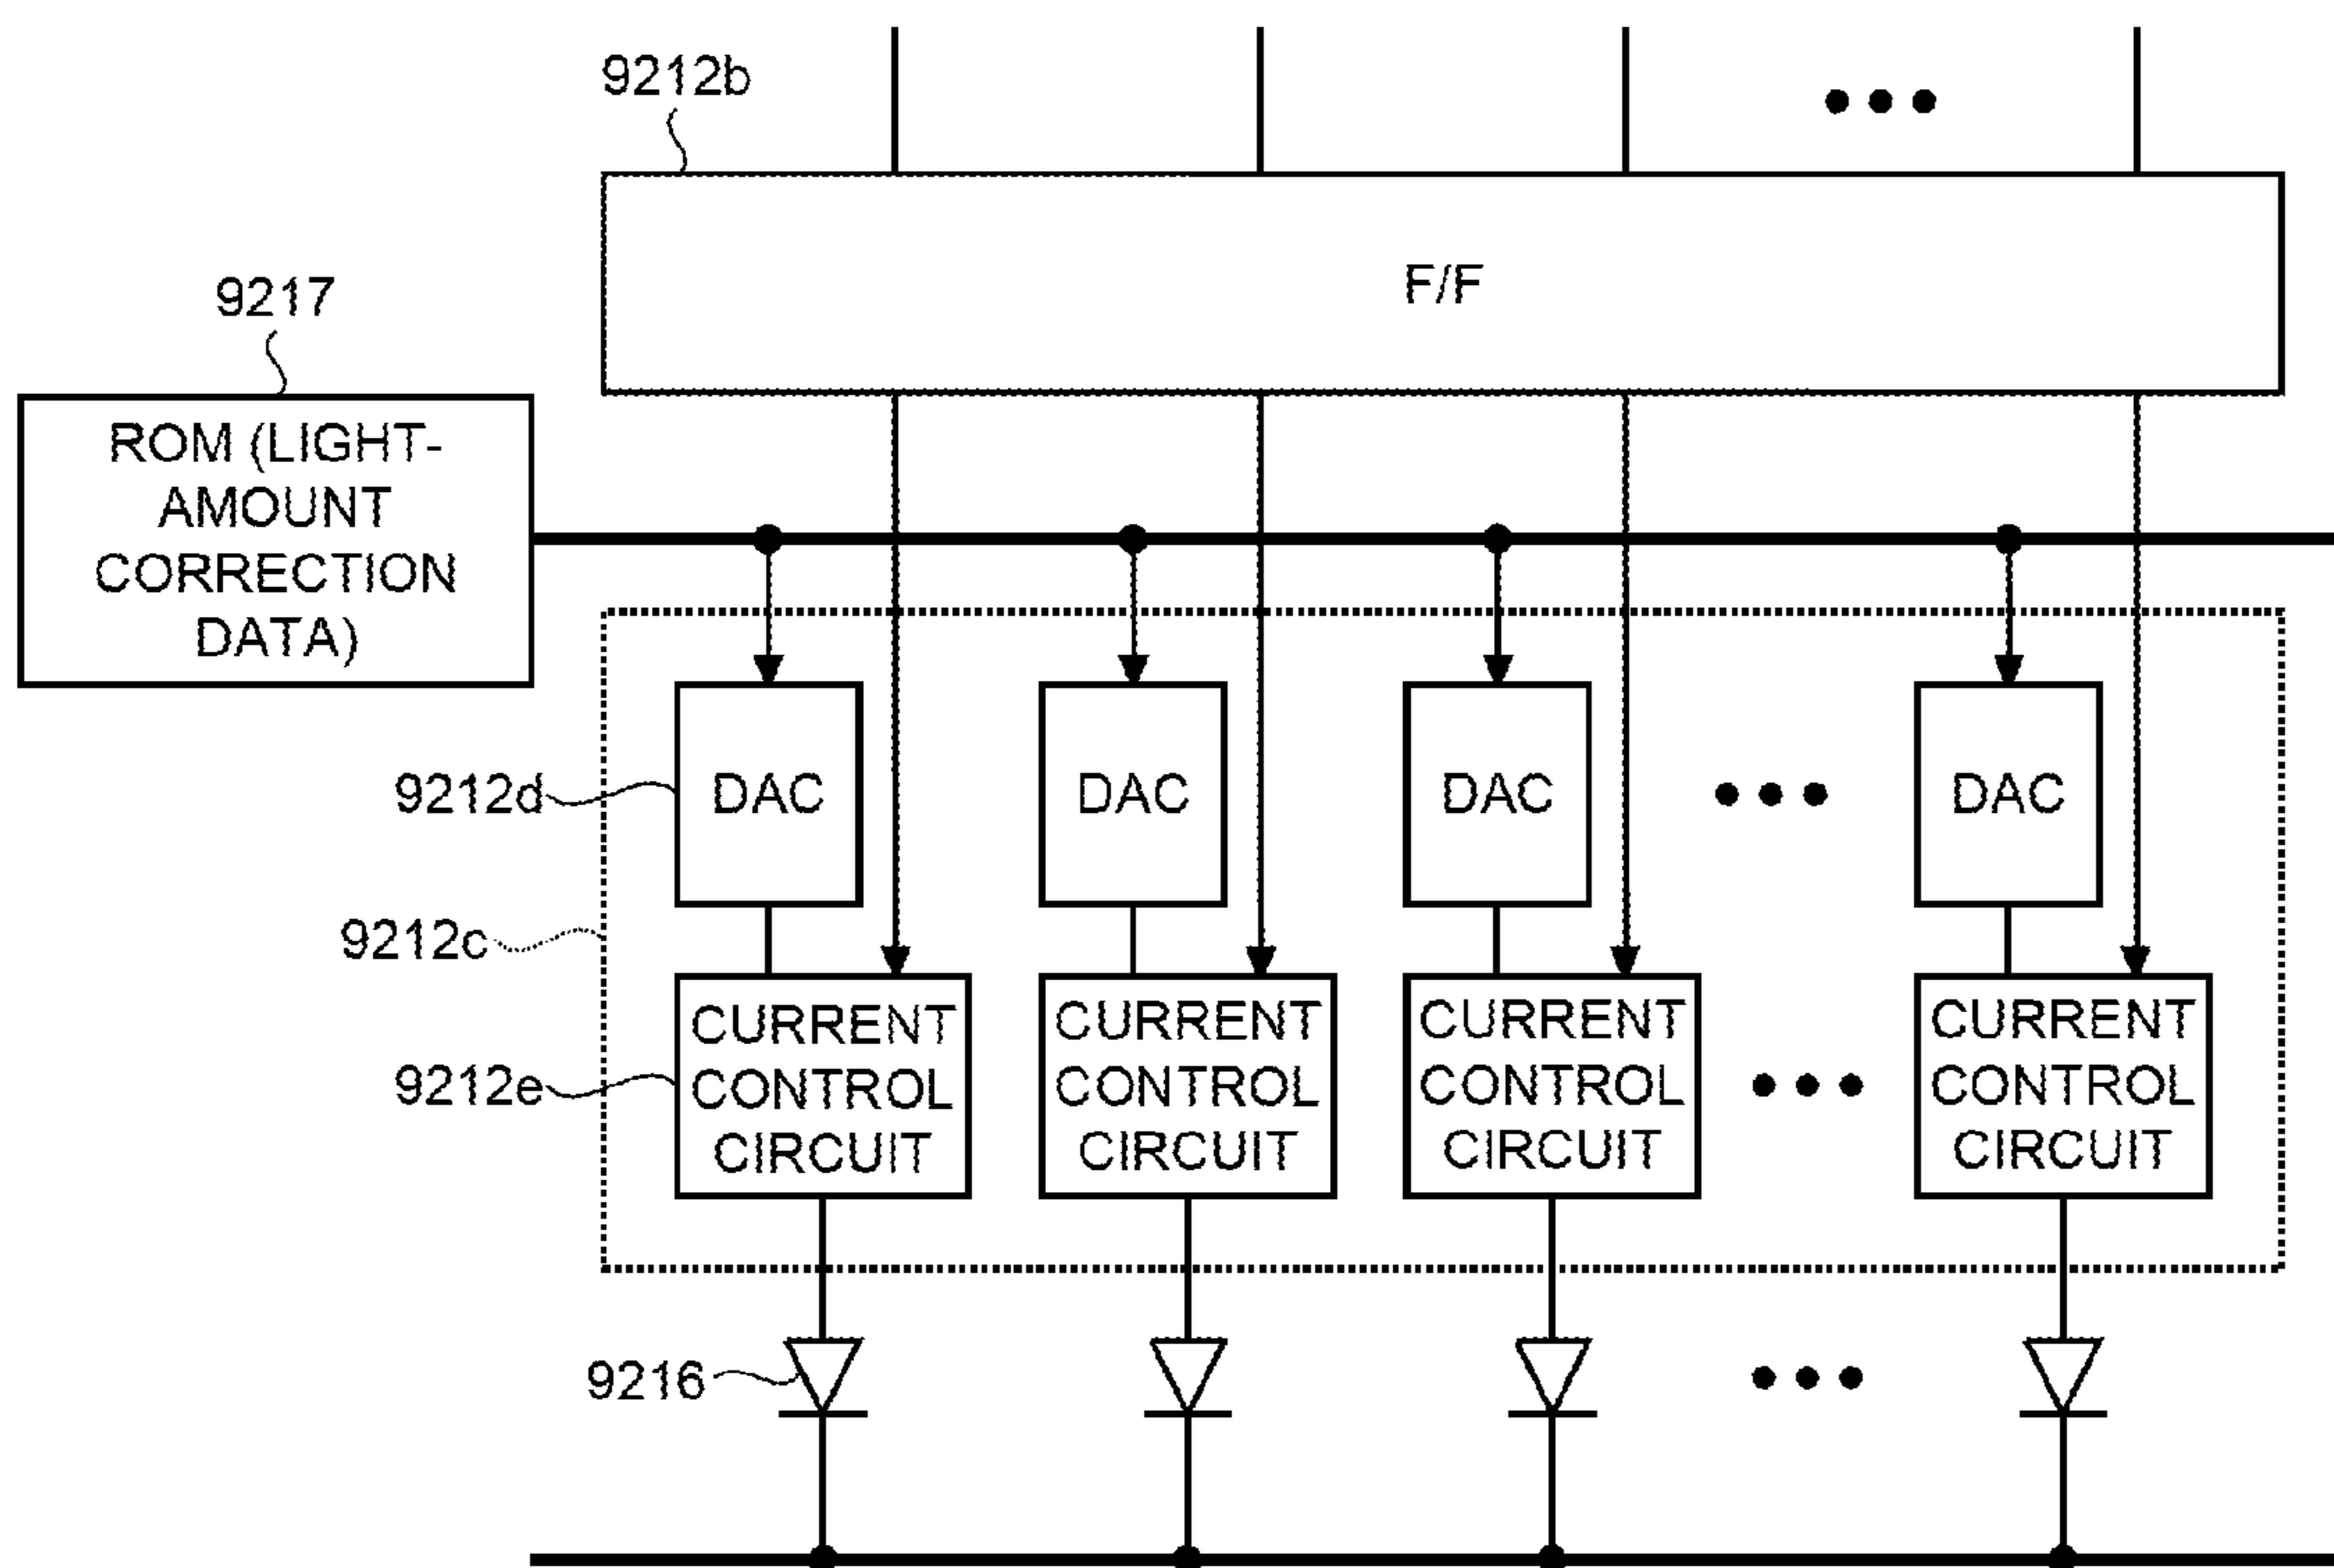 9212b
F/F
9217
ROM (LIGHT-
AMOUNT
CORRECTION
DATA)
9212d
DAC
DAC
DAC
DAC
9212c
9212e
CURRENT
CONTROL
CIRCUIT
CURRENT
CONTROL
CIRCUIT
CURRENT
CONTROL
CIRCUIT
CURRENT
CONTROL
CIRCUIT
9216